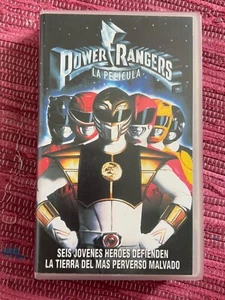 POWER RANGERS
LA PELICULA
SEIS JOVENES HEROES DEFIENDEN
LA TIERRA DEL MAS PERVERSO MALVADO